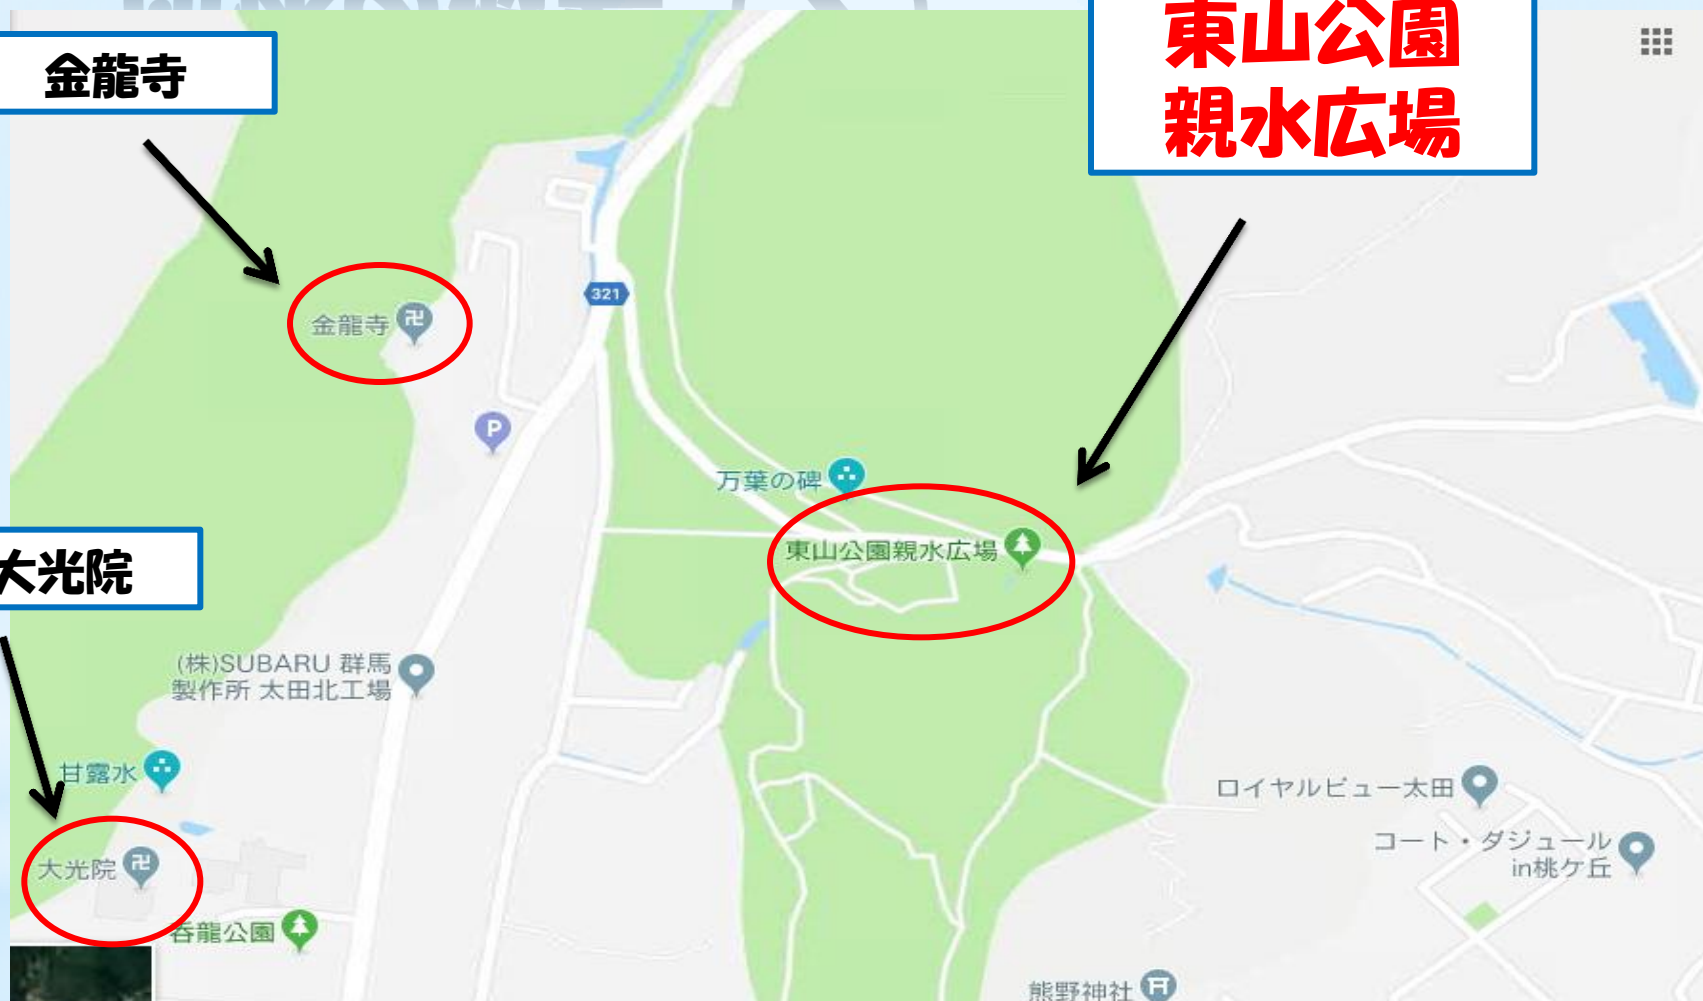 東山公園
親水広場
金龍寺
321
金龍寺
P
万葉の碑
東山公園親水広場
大光院
(株)SUBARU 群馬
製作所 太田北工場
甘露水
ロイヤルビュー太田
コート・ダジュール
in桃ケ丘
大光院
呑龍公園
熊野神社